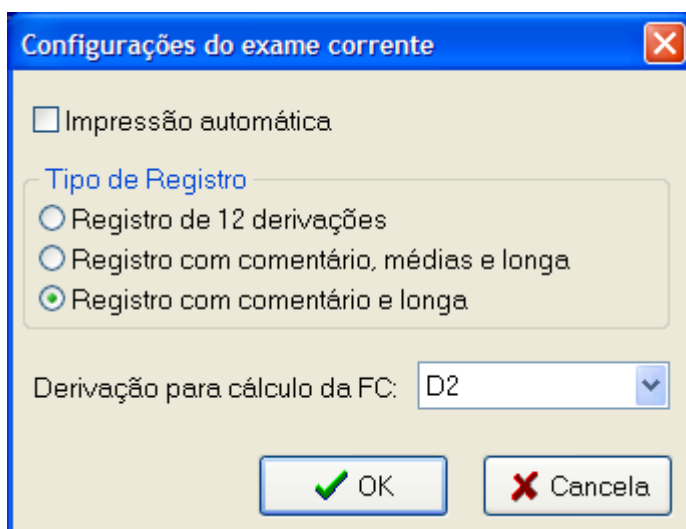 Configurações do exame corrente
Impressão automática
Tipo de Registro
Registro de 12 derivações
Registro com comentário, médias e longa
Registro com comentário e longa
Derivação para cálculo da FC: D2
OK Cancela